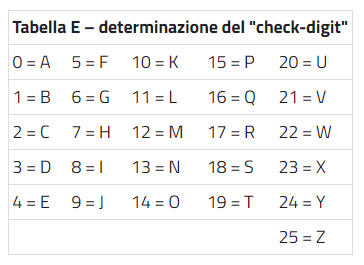 Tabella E – determinazione del "check-digit"
0 = A 5 = F 10 = K 15 = P 20 = U
1 = B 6 = G 11 = L 16 = Q 21 = V
2 = C 7 = H 12 = M 17 = R 22 = W
3 = D 8 = I 13 = N 18 = S 23 = X
4 = E 9 = J 14 = O 19 = T 24 = Y
25 = Z